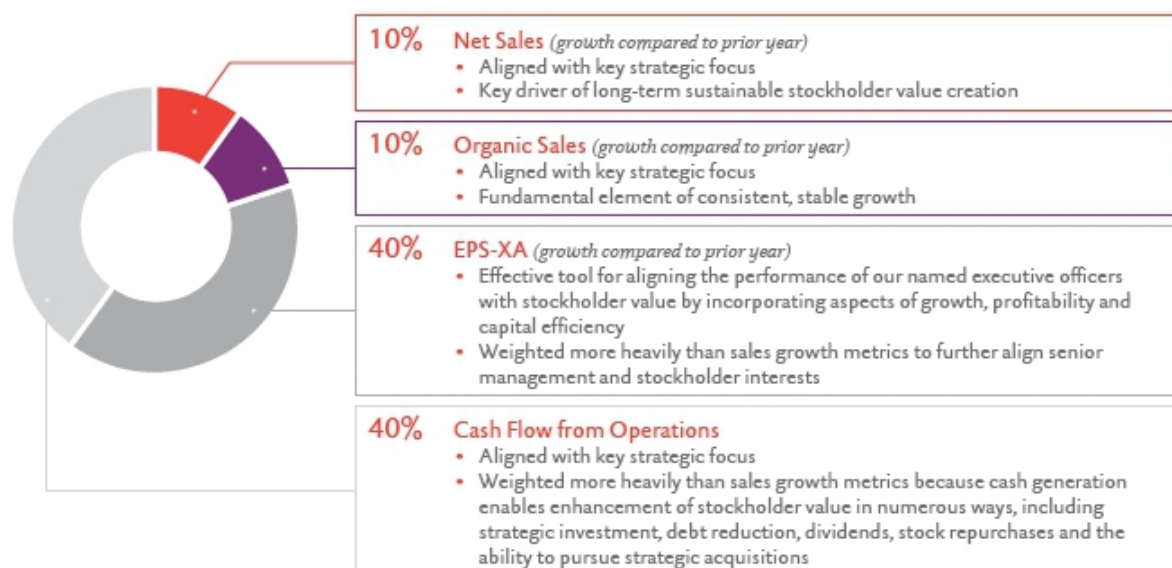 10% Net Sales (growth compared to prior year)
• Aligned with key strategic focus
• Key driver of long-term sustainable stockholder value creation
10% Organic Sales (growth compared to prior year)
• Aligned with key strategic focus
• Fundamental element of consistent, stable growth
40% EPS-XA (growth compared to prior year)
• Effective tool for aligning the performance of our named executive officers
with stockholder value by incorporating aspects of growth, profitability and
capital efficiency
• Weighted more heavily than sales growth metrics to further align senior
management and stockholder interests
40% Cash Flow from Operations
• Aligned with key strategic focus
• Weighted more heavily than sales growth metrics because cash generation
enables enhancement of stockholder value in numerous ways, including
strategic investment, debt reduction, dividends, stock repurchases and the
ability to pursue strategic acquisitions